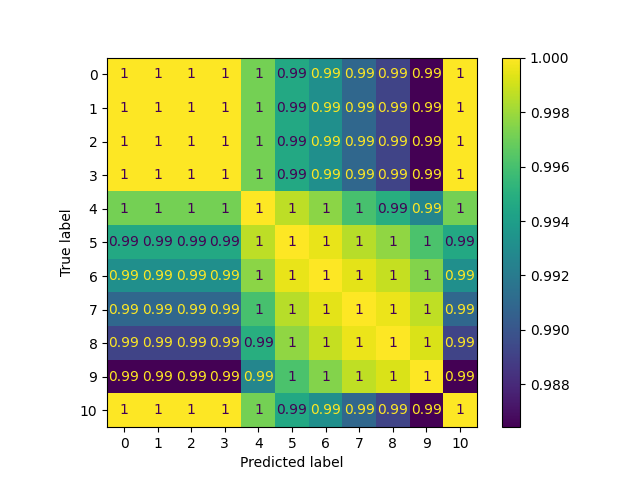 0 1 1 1 1 1 0.99 0.99 0.99 0.99 0.99 1 1.000
1 1 1 1 1 1 0.99 0.99 0.99 0.99 0.99 1 0.998
2 1 1 1 1 1 0.99 0.99 0.99 0.99 0.99 1
3 1 1 1 1 1 0.99 0.99 0.99 0.99 0.99 1 0.996
4 1 1 1 1 1 1 1 1 0.99 0.99 1 0.994
5 0.99 0.99 0.99 0.99 1 1 1 1 1 1 0.99
6 0.99 0.99 0.99 0.99 1 1 1 1 1 1 0.99 0.992
7 0.99 0.99 0.99 0.99 1 1 1 1 1 1 0.99 0.990
8 0.99 0.99 0.99 0.99 0.99 1 1 1 1 1 0.99
9 0.99 0.99 0.99 0.99 0.99 1 1 1 1 1 0.99 0.988
10 1 1 1 1 1 0.99 0.99 0.99 0.99 0.99 1
0 1 2 3 4 5 6 7 8 9 10
Predicted label
True label